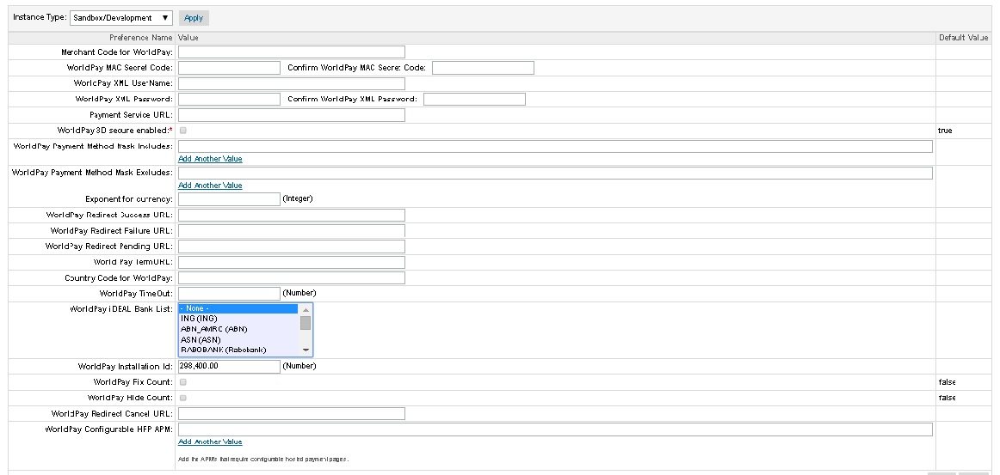 Instance Type: Sandbox/Development Apply
Preference Name Value Default Value
Merchant Code for WorldPay:
WorldPay MAC Secret Code: Confirm WorldPay MAC Secret Code:
WorldPay XML UserName:
WorldPay XML Password: Confirm WorldPay XML Password:
Payment Service URL:
WorldPay 3D secure enabled:* true
WorldPay Payment Method Mask Includes:
Add Another Value
WorldPay Payment Method Mask Excludes:
Add Another Value
Exponent for currency: (Integer)
WorldPay Redirect Success URL:
WorldPay Redirect Failure URL:
WorldPay Redirect Pending URL:
World Pay TermURL:
Country Code for WorldPay:
WorldPay TimeOut: (Number)
WorldPay iDEAL Bank List: - None -
ING (ING)
ABN_AMRO (ABN)
ASN (ASN)
RABOBANK (Rabobank)
WorldPay Installation Id: 298,400.00 (Number)
WorldPay Fix Count: false
WorldPay Hide Count: false
WorldPay Redirect Cancel URL:
WorldPay Configurable HPP APM:
Add Another Value
Add the APMs that require configurable hosted payment pages.